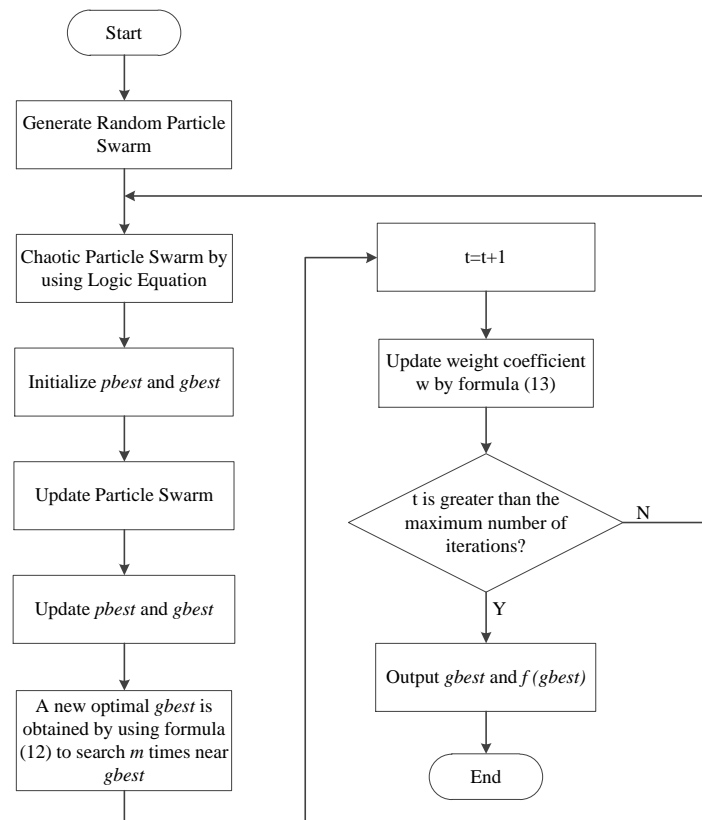 Start
Generate Random Particle
Swarm
Chaotic Particle Swarm by
using Logic Equation
Initialize pbest and gbest
Update Particle Swarm
Update pbest and gbest
A new optimal gbest is
obtained by using formula
(12) to search m times near
gbest
t=t+1
Update weight coefficient
w by formula (13)
t is greater than the
maximum number of
iterations?
N
Y
Output gbest and f (gbest)
End